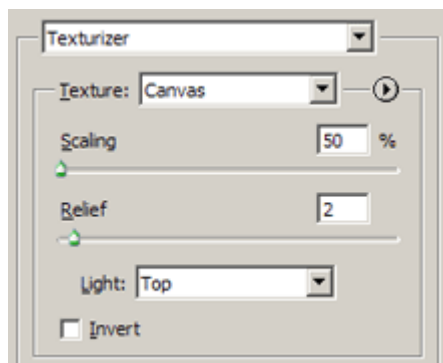 Texturizer
Texture: Canvas
Scaling 50 %
Relief 2
Light: Top
Invert